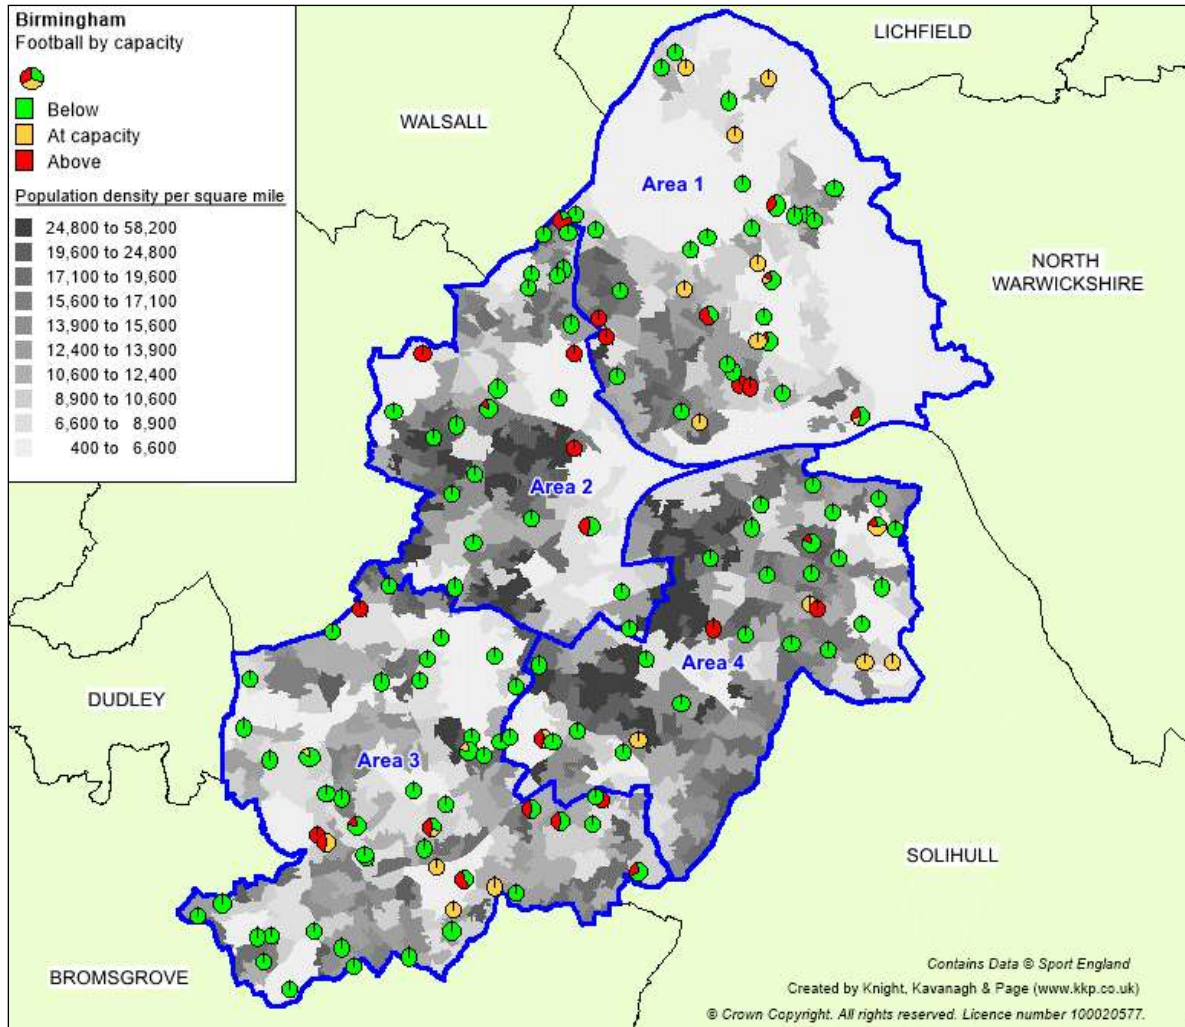 Birmingham
Football by capacity
Below
At capacity
Above
Population density per square mile
24,800 to 58,200
19,600 to 24,800
17,100 to 19,600
15,600 to 17,100
13,900 to 15,600
12,400 to 13,900
10,600 to 12,400
8,900 to 10,600
6,600 to 8,900
400 to 6,600
LICHFIELD
WALSALL
Area 1
NORTH
WARWICKSHIRE
Area 2
Area 4
DUDLEY
Area 3
SOLIHULL
BROMSGROVE
Contains Data © Sport England
Created by Knight, Kavanagh & Page (www.kkp.co.uk)
© Crown Copyright. All rights reserved. Licence number 100020577.